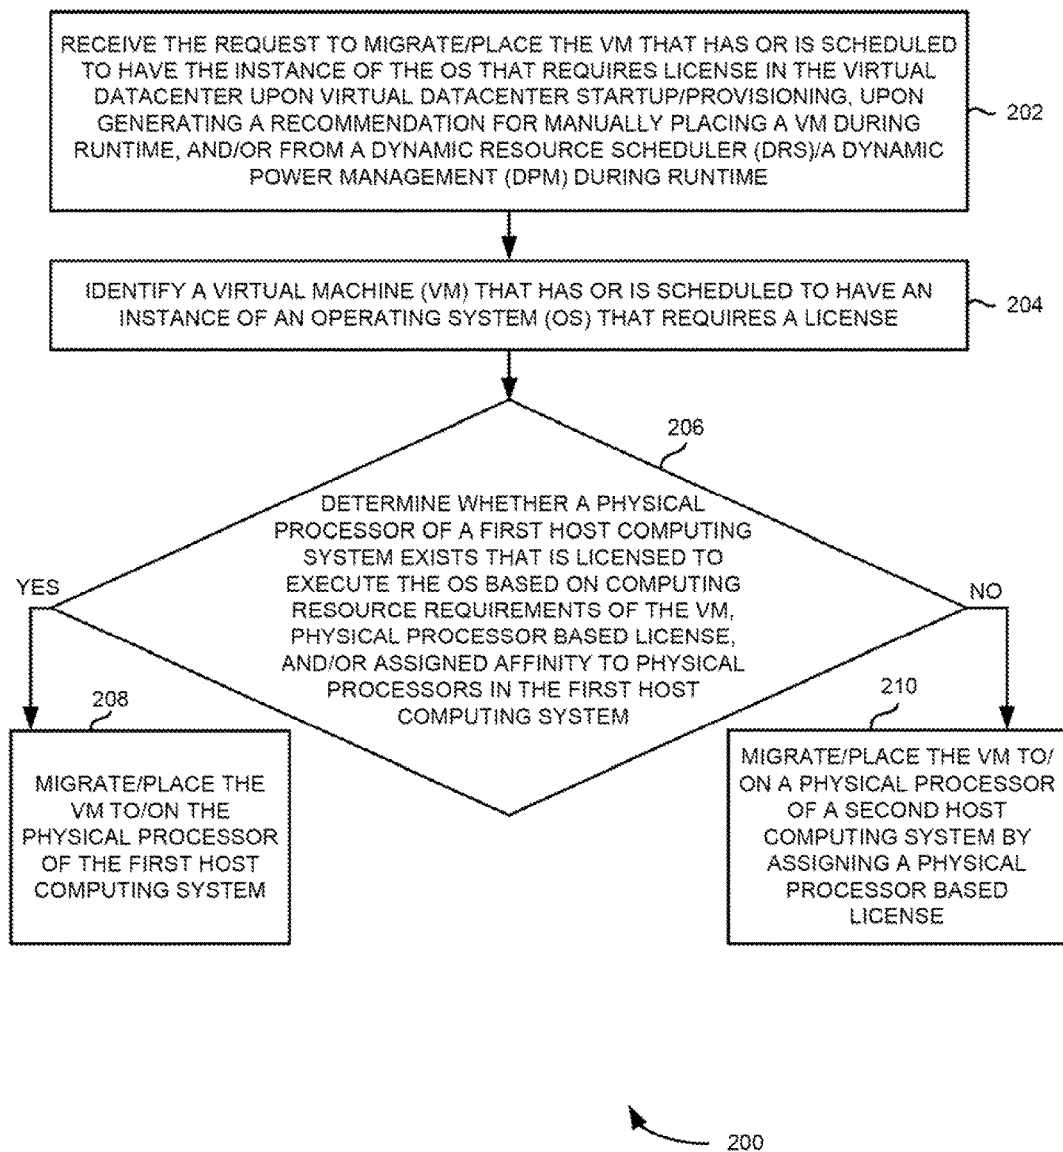 RECEIVE THE REQUEST TO MIGRATE/PLACE THE VM THAT HAS OR IS SCHEDULED
TO HAVE THE INSTANCE OF THE OS THAT REQUIRES LICENSE IN THE VIRTUAL
DATACENTER UPON VIRTUAL DATACENTER STARTUP/PROVISIONING, UPON
GENERATING A RECOMMENDATION FOR MANUALLY PLACING A VM DURING
RUNTIME, AND/OR FROM A DYNAMIC RESOURCE SCHEDULER (DRS)/A DYNAMIC
POWER MANAGEMENT (DPM) DURING RUNTIME
202
IDENTIFY A VIRTUAL MACHINE (VM) THAT HAS OR IS SCHEDULED TO HAVE AN
INSTANCE OF AN OPERATING SYSTEM (OS) THAT REQUIRES A LICENSE
204
206
DETERMINE WHETHER A PHYSICAL
PROCESSOR OF A FIRST HOST COMPUTING
SYSTEM EXISTS THAT IS LICENSED TO
EXECUTE THE OS BASED ON COMPUTING
RESOURCE REQUIREMENTS OF THE VM,
PHYSICAL PROCESSOR BASED LICENSE,
AND/OR ASSIGNED AFFINITY TO PHYSICAL
PROCESSORS IN THE FIRST HOST
COMPUTING SYSTEM
YES
NO
208
MIGRATE/PLACE THE
VM TO/ON THE
PHYSICAL PROCESSOR
OF THE FIRST HOST
COMPUTING SYSTEM
210
MIGRATE/PLACE THE VM TO/
ON A PHYSICAL PROCESSOR
OF A SECOND HOST
COMPUTING SYSTEM BY
ASSIGNING A PHYSICAL
PROCESSOR BASED
LICENSE
200